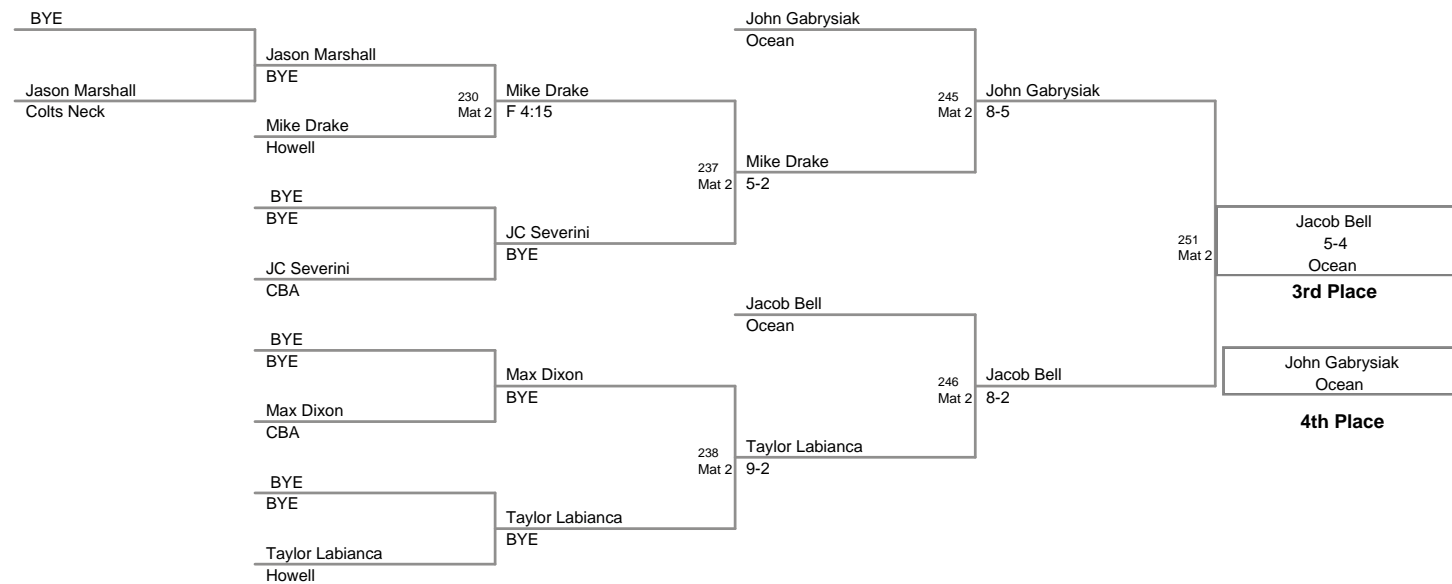 BYE
Jason Marshall
Colts Neck
Jason Marshall
BYE
Mike Drake
Howell
BYE
BYE
JC Severini
CBA
BYE
BYE
Max Dixon
CBA
BYE
BYE
Taylor Labianca
Howell
230
Mat 2
Mike Drake
F 4:15
JC Severini
BYE
Max Dixon
BYE
Taylor Labianca
BYE
John Gabrysiak
Ocean
237
Mat 2
Mike Drake
5-2
Jacob Bell
Ocean
238
Mat 2
Taylor Labianca
9-2
245
Mat 2
John Gabrysiak
8-5
246
Mat 2
Jacob Bell
8-2
251
Mat 2
Jacob Bell
5-4
Ocean
3rd Place
John Gabrysiak
Ocean
4th Place